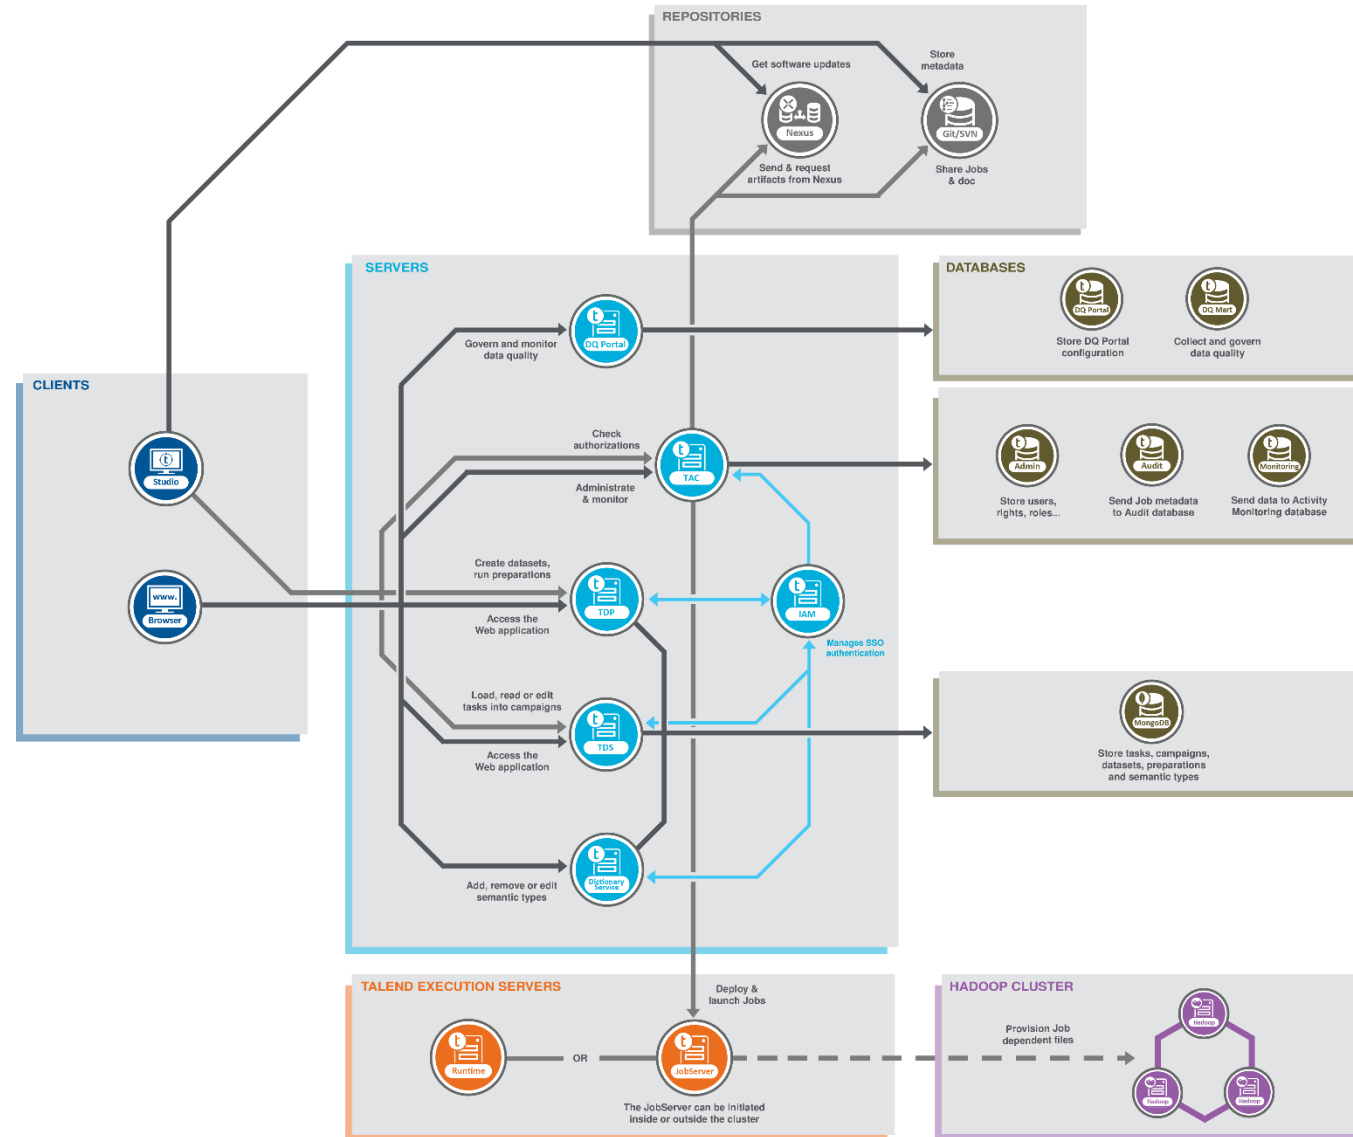 REPOSITORIES
Get software updates
Store
metadata
Nexus
Git/SVN
Send & request
artifacts from Nexus
Share Jobs
& doc
SERVERS
DQ Portal
Govern and monitor
data quality
DATABASES
DQ Portal
DQ Mart
Store DQ Portal
configuration
Collect and govern
data quality
CLIENTS
Studio
www.
Browser
Check
authorizations
TAC
Administrate
& monitor
Admin
Audit
Monitoring
Store users,
rights, roles...
Send Job metadata
to Audit database
Send data to Activity
Monitoring database
Create datasets,
run preparations
TDP
Access the
Web application
IAM
Manages SSO
authentication
Load, read or edit
tasks into campaigns
TDS
Access the
Web application
MongoDB
Store tasks, campaigns,
datasets, preparations
and semantic types
Dictionary
Service
Add, remove or edit
semantic types
TALEND EXECUTION SERVERS
Deploy &
launch Jobs
Runtime
OR
JobServer
The JobServer can be initiated
inside or outside the cluster
HADOOP CLUSTER
Provision Job
dependent files
Hadoop
Hadoop
Hadoop